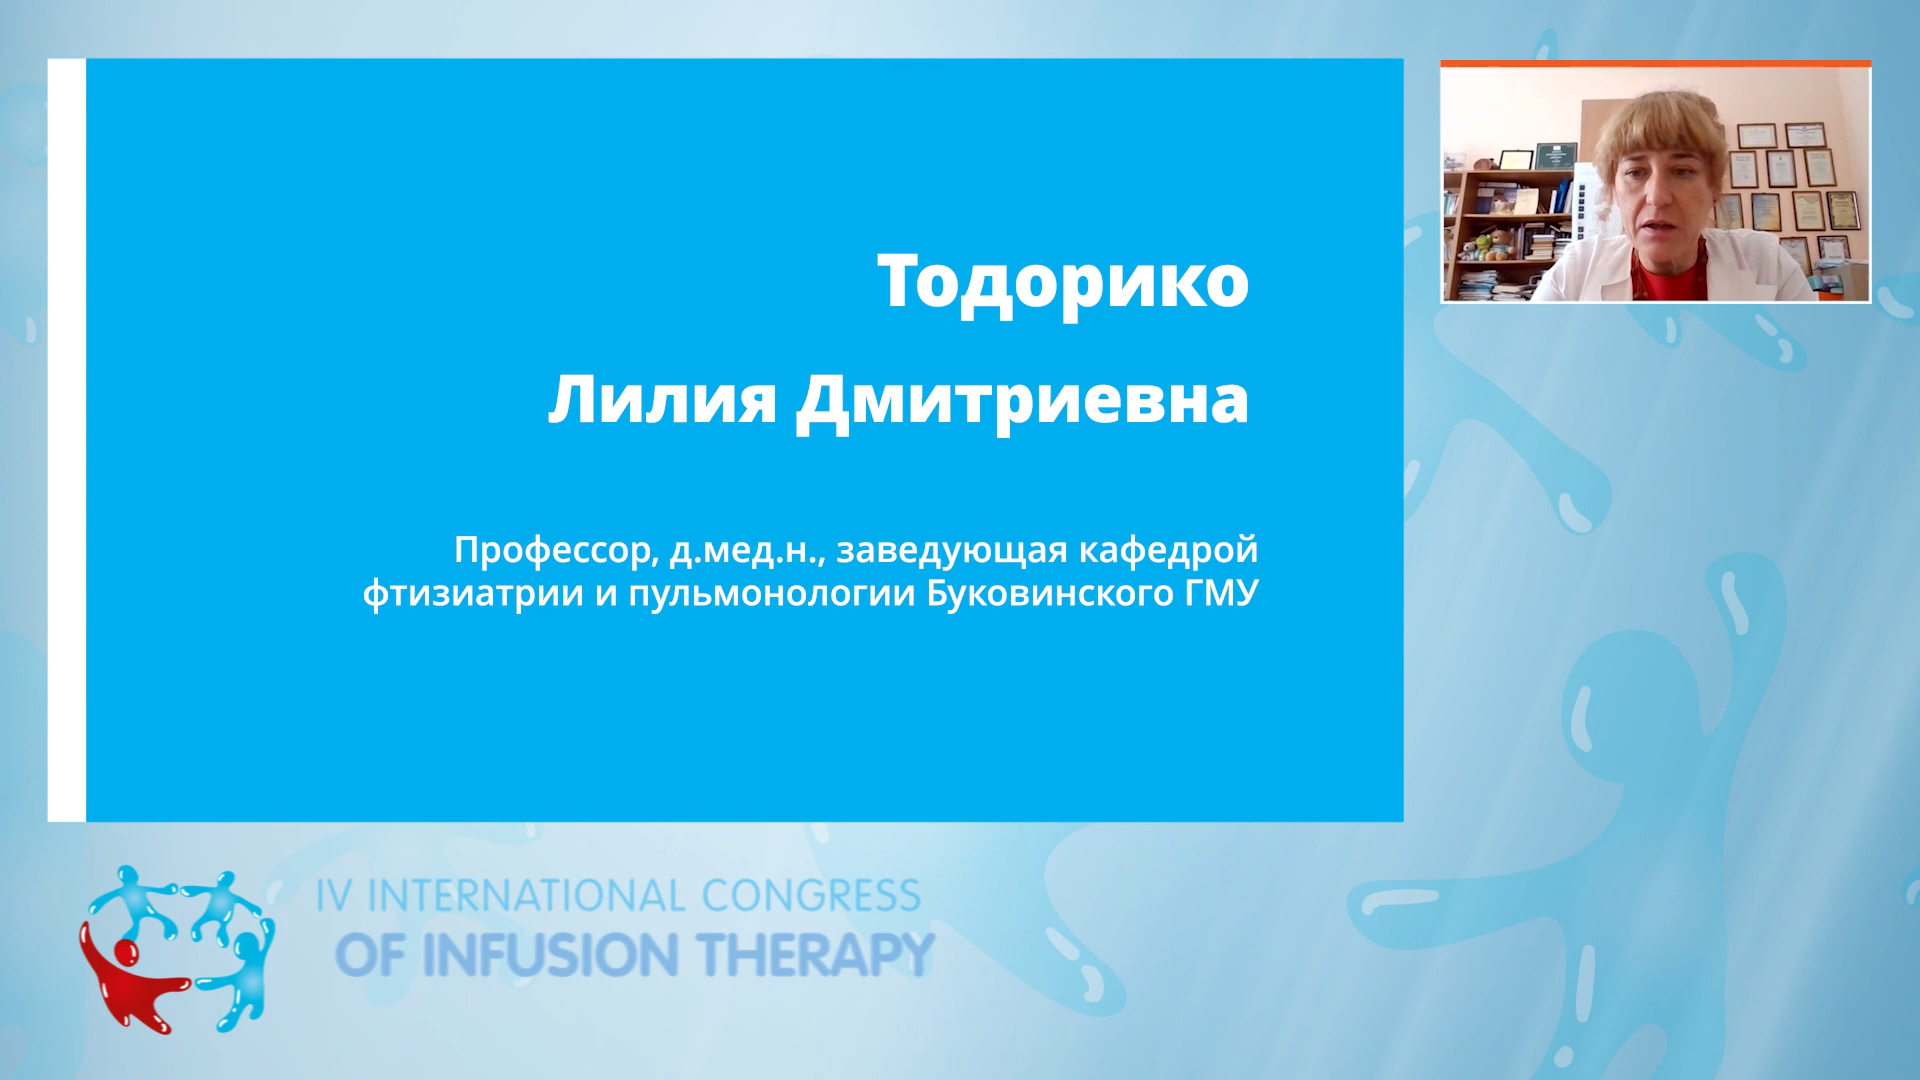 Тодорико
Лилия Дмитриевна
Профессор, д.мед.н., заведующая кафедрой
фтизиатрии и пульмонологии Буковинского ГМУ
IV INTERNATIONAL CONGRESS
OF INFUSION THERAPY